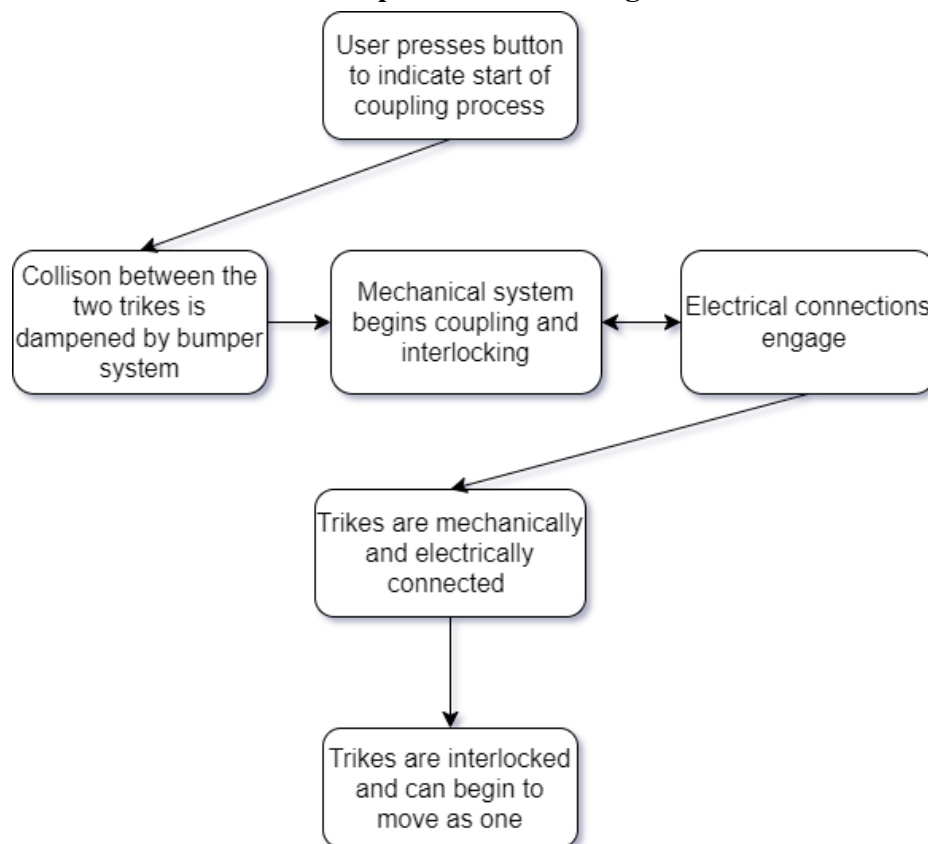 User presses button
to indicate start of
coupling process
Collison between the
two trikes is
dampened by bumper
system
Mechanical system
begins coupling and
interlocking
Electrical connections
engage
Trikes are mechanically
and electrically
connected
Trikes are interlocked
and can begin to
move as one